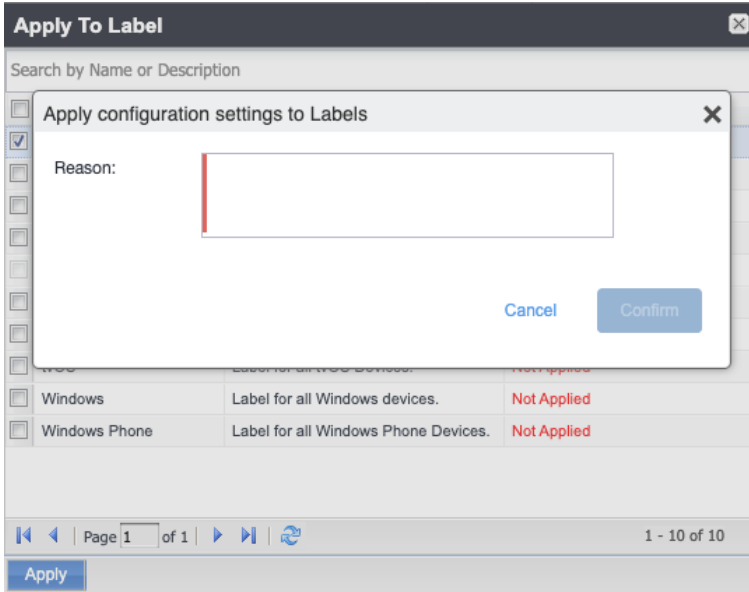 Apply To Label
Search by Name or Description
Apply configuration settings to Labels
Reason:
Cancel
Confirm
Windows Label for all Windows devices. Not Applied
Windows Phone Label for all Windows Phone Devices. Not Applied
Page 1 of 1 1 - 10 of 10
Apply